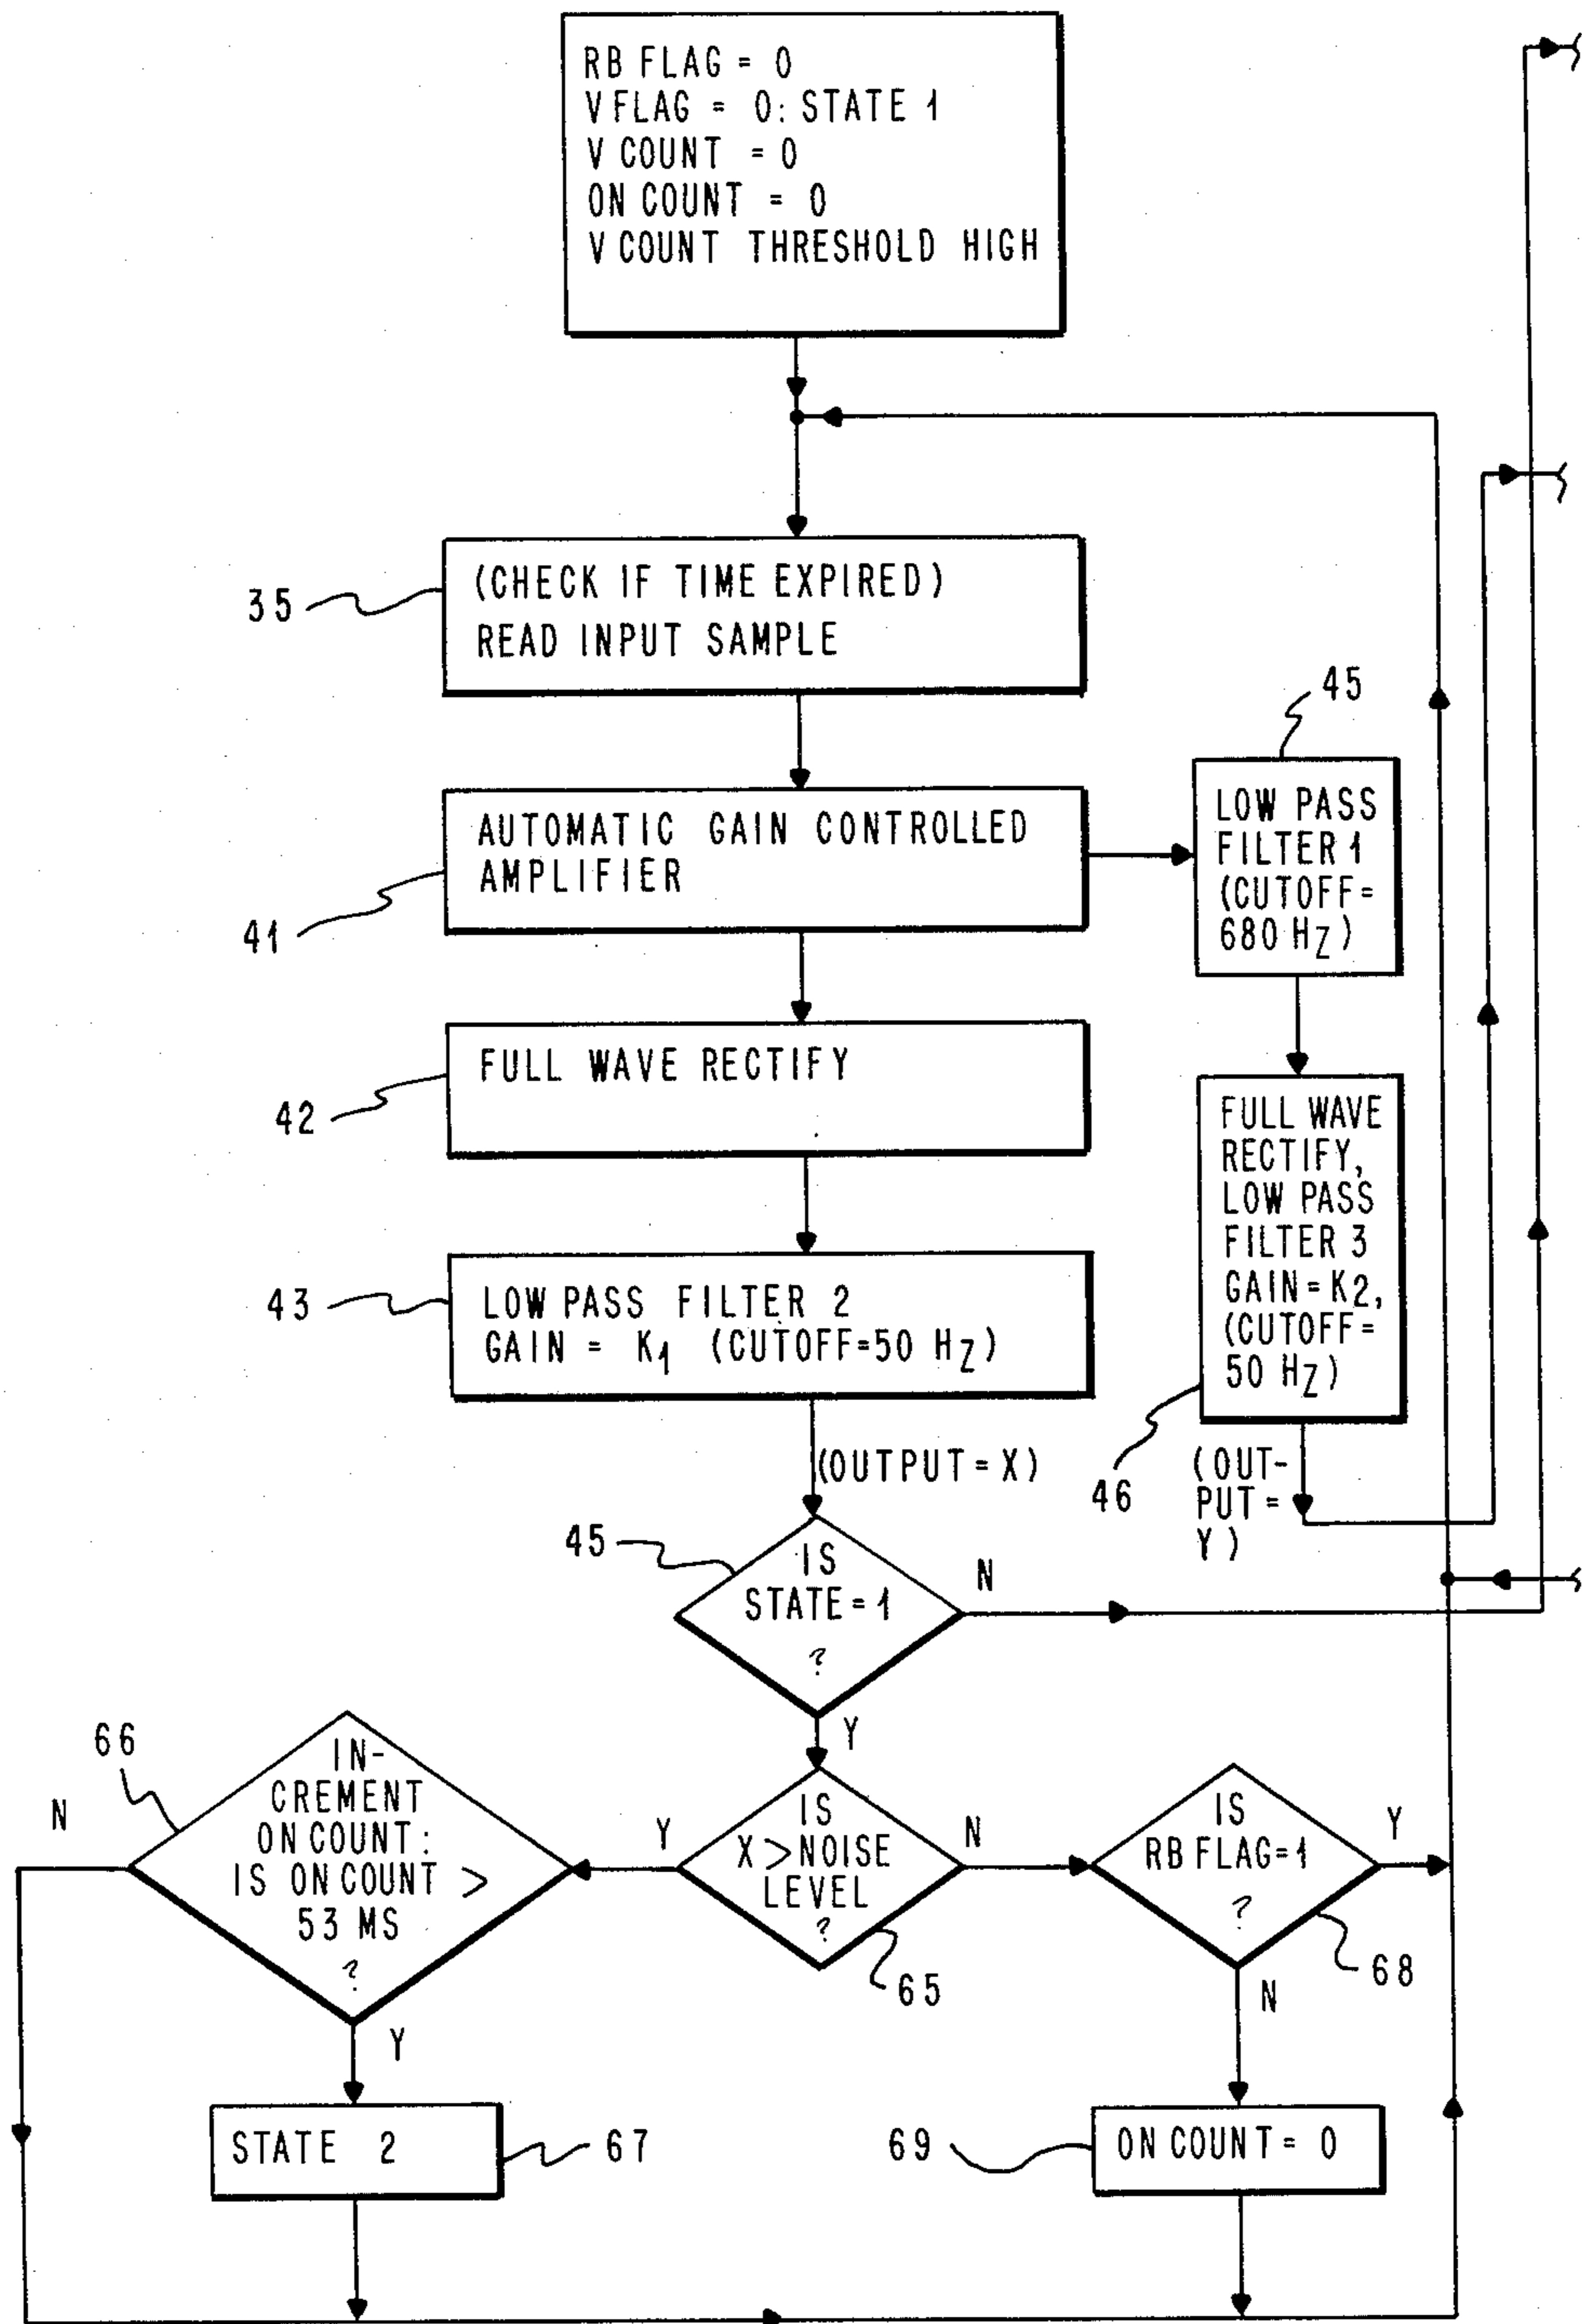 RB FLAG = 0
V FLAG = 0: STATE 1
V COUNT = 0
ON COUNT = 0
V COUNT THRESHOLD HIGH
35
(CHECK IF TIME EXPIRED)
READ INPUT SAMPLE
45
LOW PASS
FILTER 1
(CUTOFF=
680 HZ)
AUTOMATIC GAIN CONTROLLED
AMPLIFIER
41
FULL WAVE RECTIFY
42
FULL WAVE
RECTIFY,
LOW PASS
FILTER 3
GAIN=K2,
(CUTOFF=
50 HZ)
46
43
LOW PASS FILTER 2
GAIN = K1 (CUTOFF=50 HZ)
(OUTPUT=X)
(OUT-
PUT=
Y)
45
IS
STATE=1
?
N
Y
66
IN-
CREMENT
ON COUNT:
IS ON COUNT >
53 MS
?
N
Y
IS
X > NOISE
LEVEL
?
Y
N
65
IS
RB FLAG=1
?
Y
N
68
STATE 2
67
69
ON COUNT= 0